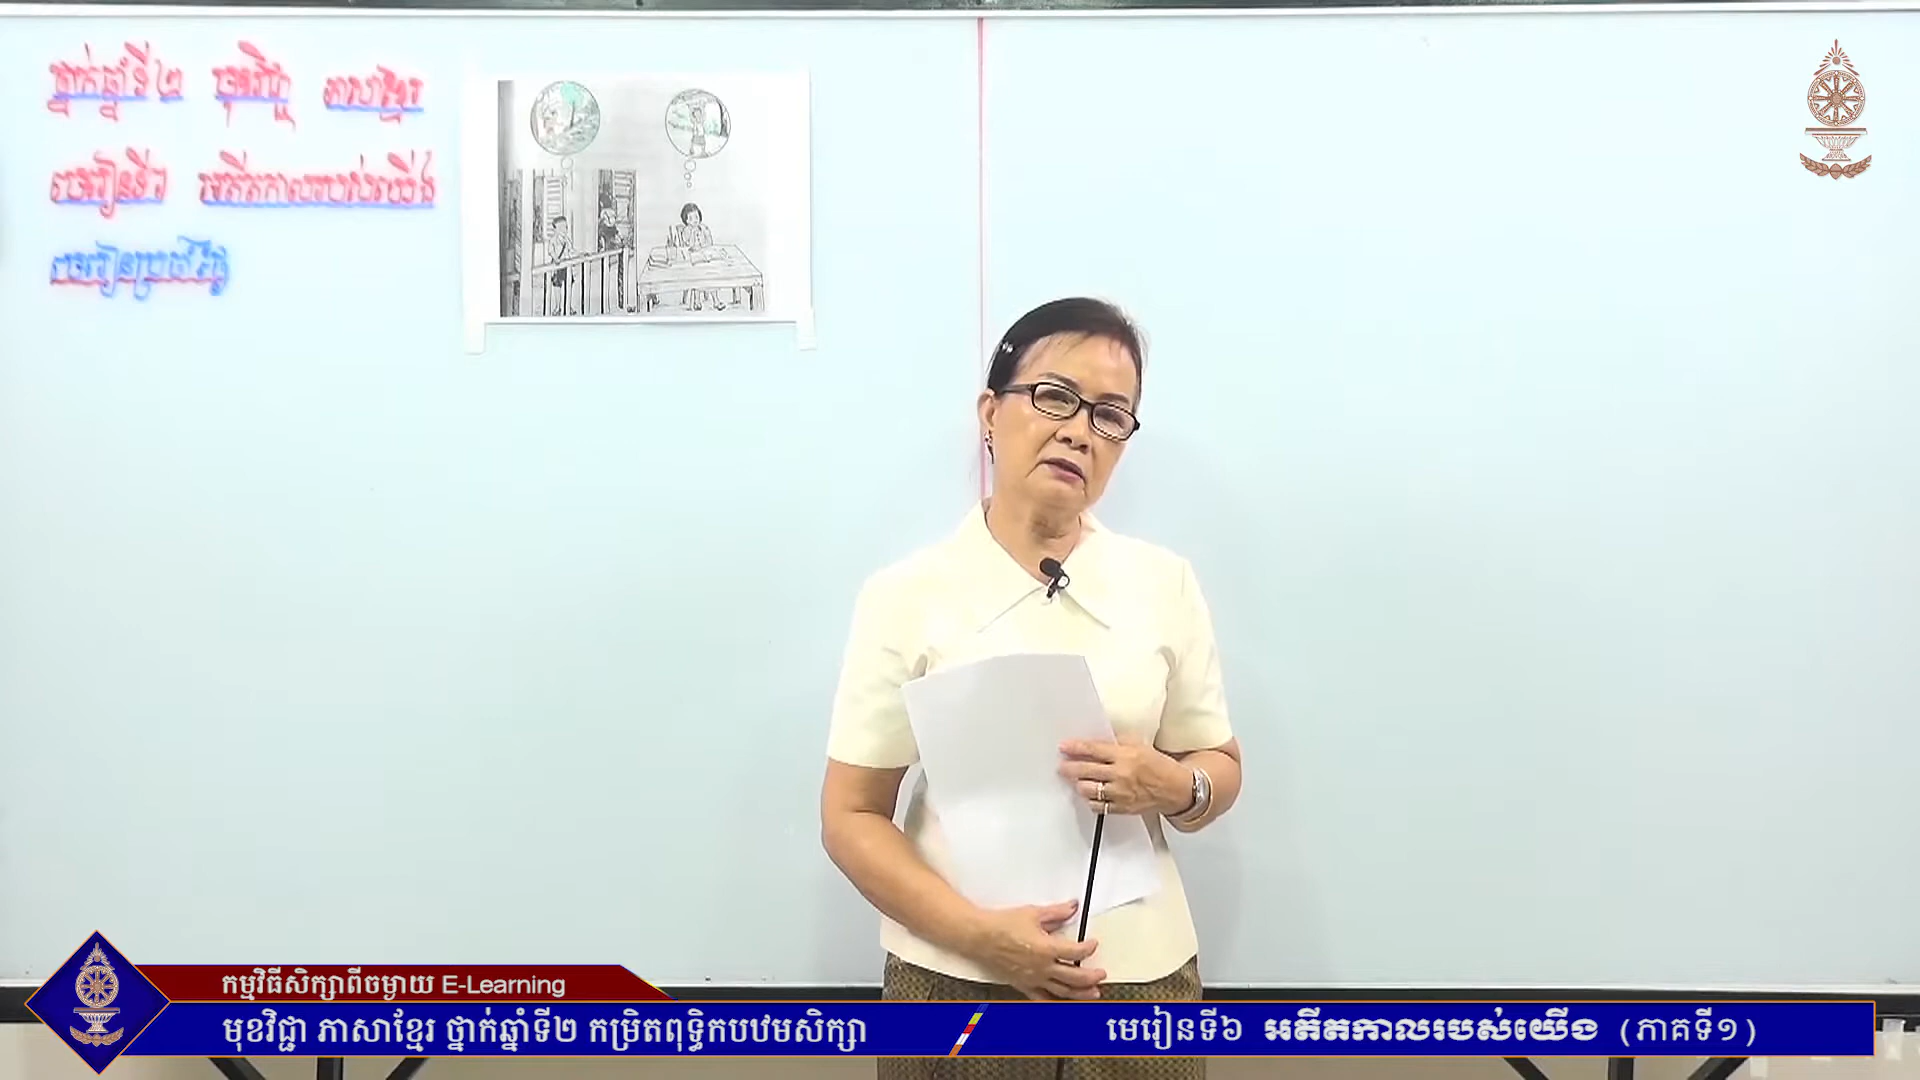 ថ្នាក់ឆ្នាំទី២ មុខវិជ្ជា ភាសាខ្មែរ
មេរៀនទី៦ អតីតកាលរបស់យើង
មេរៀនប្រចាំថ្ងៃ
កម្មវិធីសិក្សាពីចម្ងាយ E-Learning
មុខវិជ្ជា ភាសាខ្មែរ ថ្នាក់ឆ្នាំទី២ កម្រិតពុទ្ធិកបឋមសិក្សា
មេរៀនទី៦ អតីតកាលរបស់យើង (ភាគទី១)